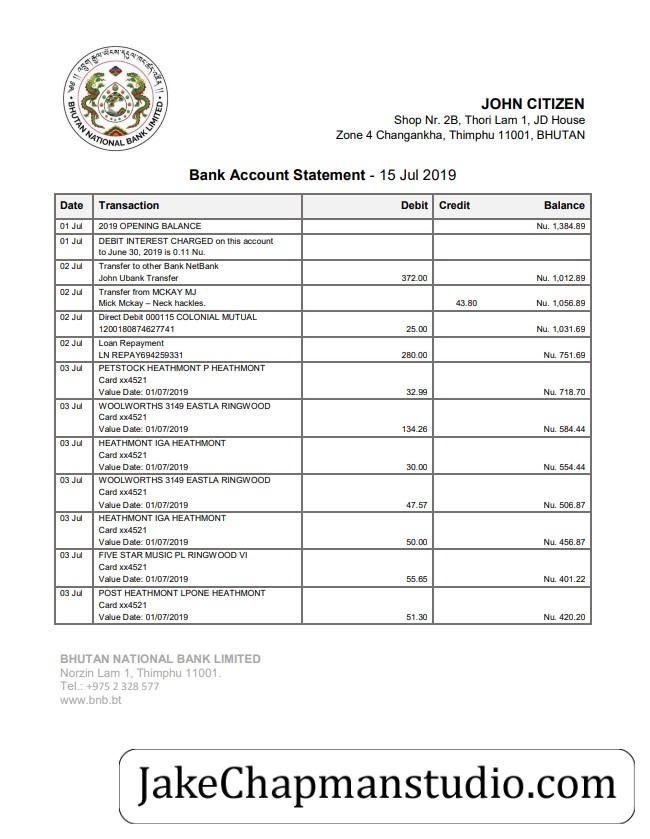 BHUTAN NATIONAL BANK LIMITED
JOHN CITIZEN
Shop Nr. 2B, Thori Lam 1, JD House
Zone 4 Changankha, Thimphu 11001, BHUTAN
Bank Account Statement - 15 Jul 2019
Date Transaction Debit Credit Balance
01 Jul 2019 OPENING BALANCE Nu. 1,384.89
01 Jul DEBIT INTEREST CHARGED on this account
to June 30, 2019 is 0.11 Nu.
02 Jul Transfer to other Bank NetBank
John Ubank Transfer 372.00 Nu. 1,012.89
02 Jul Transfer from MCKAY MJ
Mick Mckay – Neck hackles. 43.80 Nu. 1,056.89
02 Jul Direct Debit 000115 COLONIAL MUTUAL
1200180874627741 25.00 Nu. 1,031.69
02 Jul Loan Repayment
LN REPAY694259331 280.00 Nu. 751.69
03 Jul PETSTOCK HEATHMONT P HEATHMONT
Card xx4521
Value Date: 01/07/2019 32.99 Nu. 718.70
03 Jul WOOLWORTHS 3149 EASTLA RINGWOOD
Card xx4521
Value Date: 01/07/2019 134.26 Nu. 584.44
03 Jul HEATHMONT IGA HEATHMONT
Card xx4521
Value Date: 01/07/2019 30.00 Nu. 554.44
03 Jul WOOLWORTHS 3149 EASTLA RINGWOOD
Card xx4521
Value Date: 01/07/2019 47.57 Nu. 506.87
03 Jul HEATHMONT IGA HEATHMONT
Card xx4521
Value Date: 01/07/2019 50.00 Nu. 456.87
03 Jul FIVE STAR MUSIC PL RINGWOOD VI
Card xx4521
Value Date: 01/07/2019 55.65 Nu. 401.22
03 Jul POST HEATHMONT LPONE HEATHMONT
Card xx4521
Value Date: 01/07/2019 51.30 Nu. 420.20
BHUTAN NATIONAL BANK LIMITED
Norzin Lam 1, Thimphu 11001.
Tel.: +975 2 328 577
www.bnb.bt
JakeChapmanstudio.com